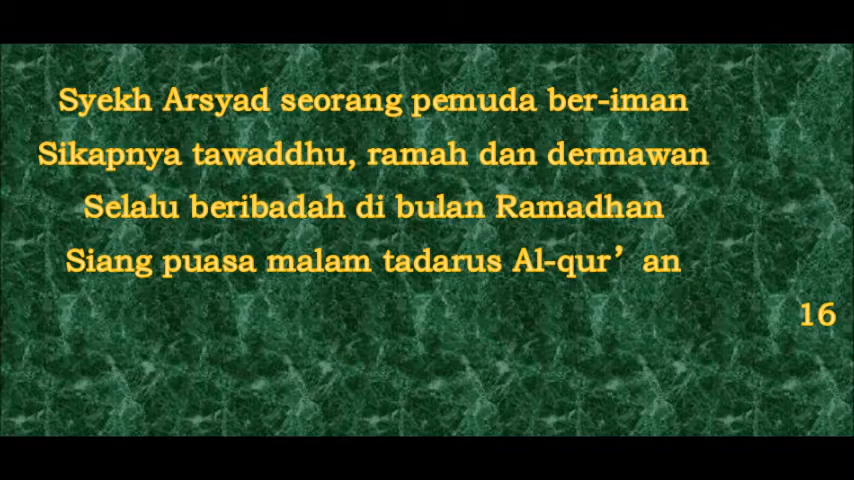 Syekh Arsyad seorang pemuda ber-iman
Sikapnya tawaddhu, ramah dan dermawan
Selalu beribadah di bulan Ramadhan
Siang puasa malam tadarus Al-qur’an
16